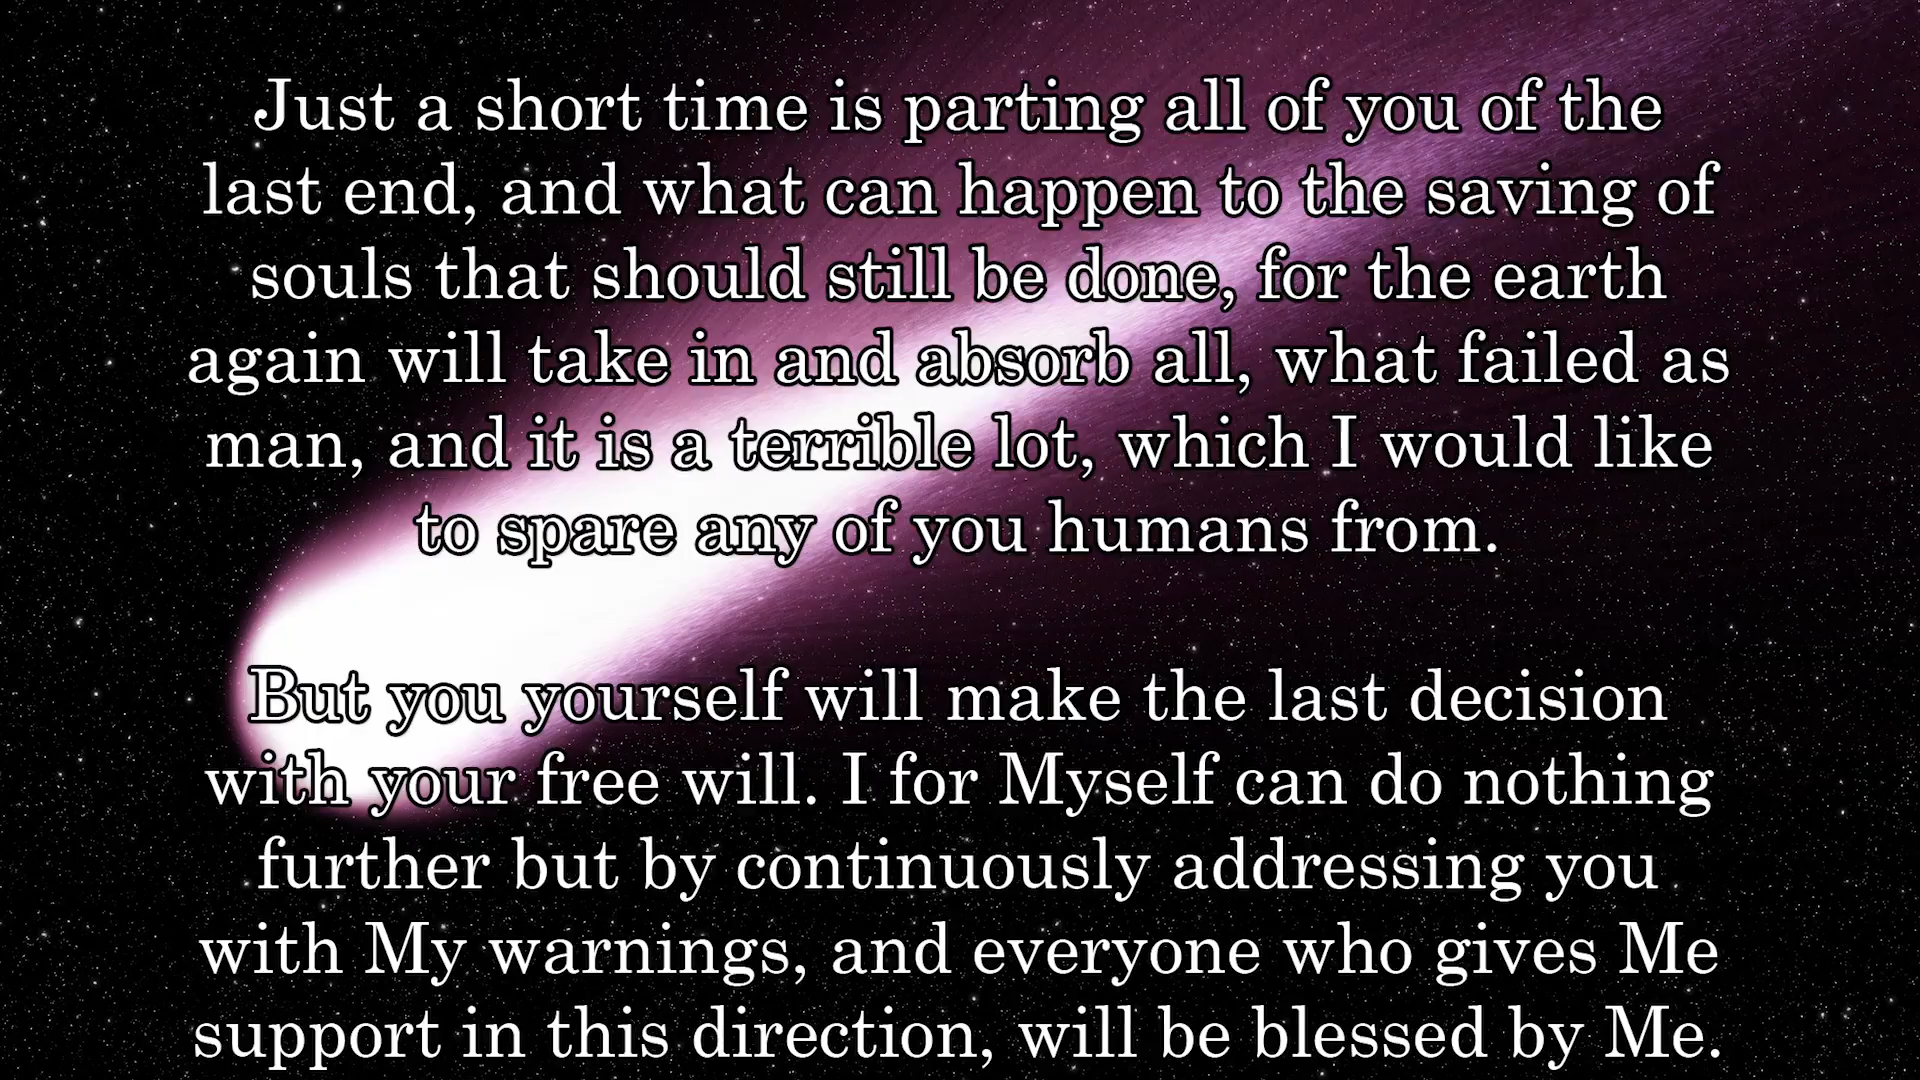 Just a short time is parting all of you of the
last end, and what can happen to the saving of
souls that should still be done, for the earth
again will take in and absorb all, what failed as
man, and it is a terrible lot, which I would like
to spare any of you humans from.
But you yourself will make the last decision
with your free will. I for Myself can do nothing
further but by continuously addressing you
with My warnings, and everyone who gives Me
support in this direction, will be blessed by Me.